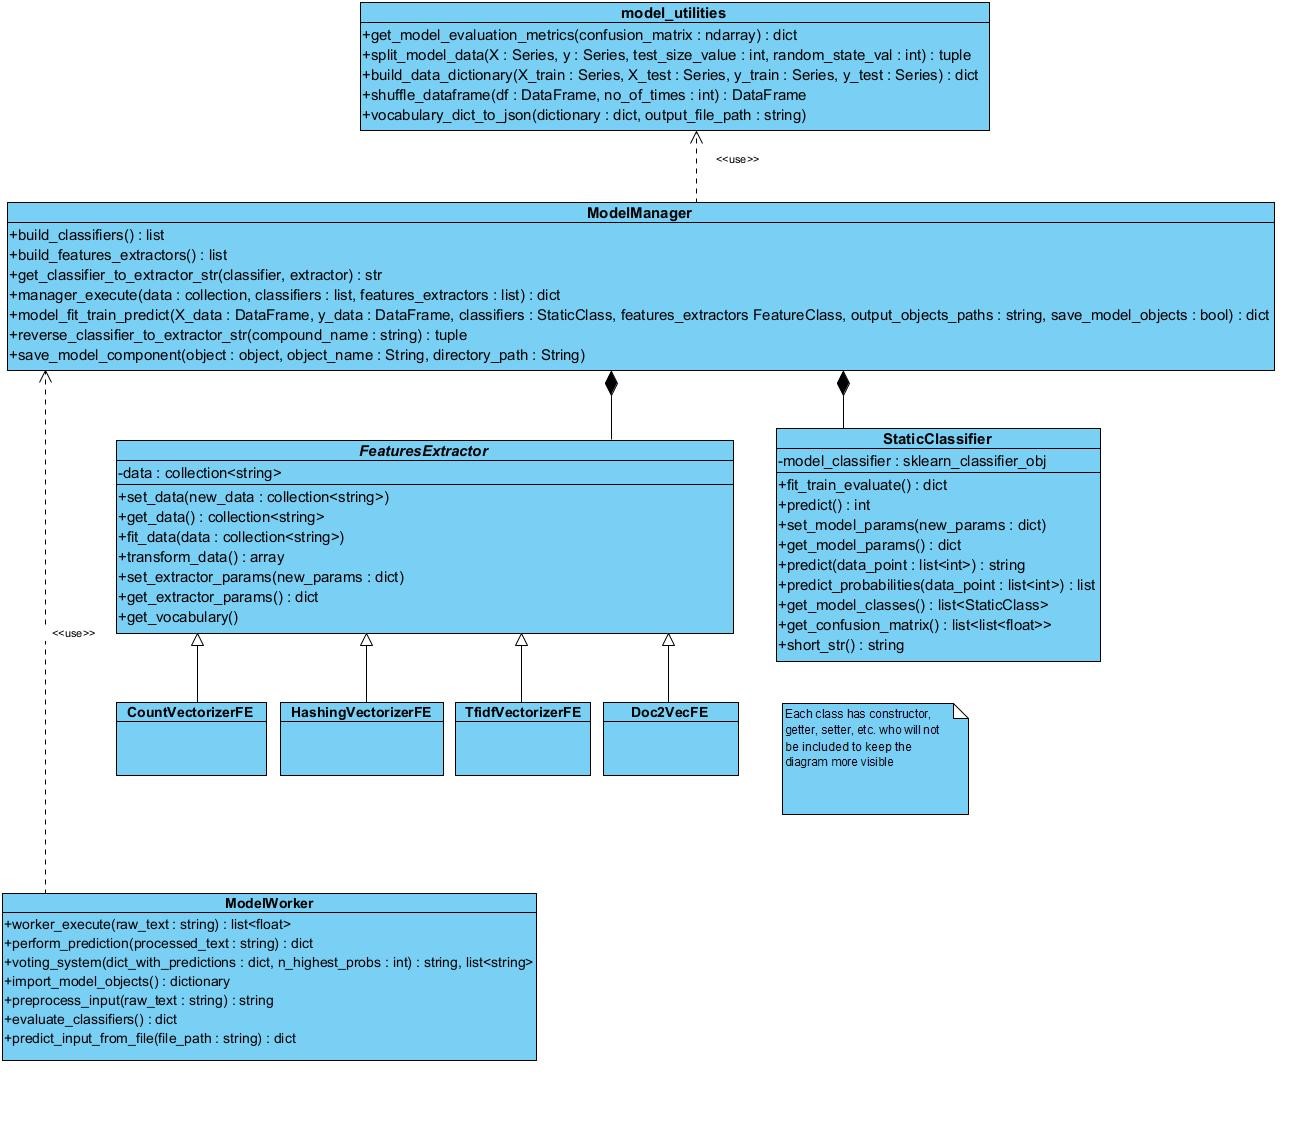 model_utilities
+get_model_evaluation_metrics(confusion_matrix : ndarray) : dict
+split_model_data(X : Series, y : Series, test_size_value : int, random_state_val : int) : tuple
+build_data_dictionary(X_train : Series, X_test : Series, y_train : Series, y_test : Series) : dict
+shuffle_dataframe(df : DataFrame, no_of_times : int) : DataFrame
+vocabulary_dict_to_json(dictionary : dict, output_file_path : string)
<<use>>
ModelManager
+build_classifiers() : list
+build_features_extractors() : list
+get_classifier_to_extractor_str(classifier, extractor) : str
+manager_execute(data : collection, classifiers : list, features_extractors : list) : dict
+model_fit_train_predict(X_data : DataFrame, y_data : DataFrame, classifiers : StaticClass, features_extractors FeatureClass, output_objects_paths : string, save_model_objects : bool) : dict
+reverse_classifier_to_extractor_str(compound_name : string) : tuple
+save_model_component(object : object, object_name : String, directory_path : String)
FeaturesExtractor
-data : collection<string>
+set_data(new_data : collection<string>)
+get_data() : collection<string>
+fit_data(data : collection<string>)
+transform_data() : array
+set_extractor_params(new_params : dict)
+get_extractor_params() : dict
+get_vocabulary()
StaticClassifier
-model_classifier : sklearn_classifier_obj
+fit_train_evaluate() : dict
+predict() : int
+set_model_params(new_params : dict)
+get_model_params() : dict
+predict(data_point : list<int>) : string
+predict_probabilities(data_point : list<int>) : list
+get_model_classes() : list<StaticClass>
+get_confusion_matrix() : list<list<float>>
+short_str() : string
<<use>>
CountVectorizerFE
HashingVectorizerFE
TfidfVectorizerFE
Doc2VecFE
Each class has constructor,
getter, setter, etc. who will not
be included to keep the
diagram more visible
ModelWorker
+worker_execute(raw_text : string) : list<float>
+perform_prediction(processed_text : string) : dict
+voting_system(dict_with_predictions : dict, n_highest_probs : int) : string, list<string>
+import_model_objects() : dictionary
+preprocess_input(raw_text : string) : string
+evaluate_classifiers() : dict
+predict_input_from_file(file_path : string) : dict